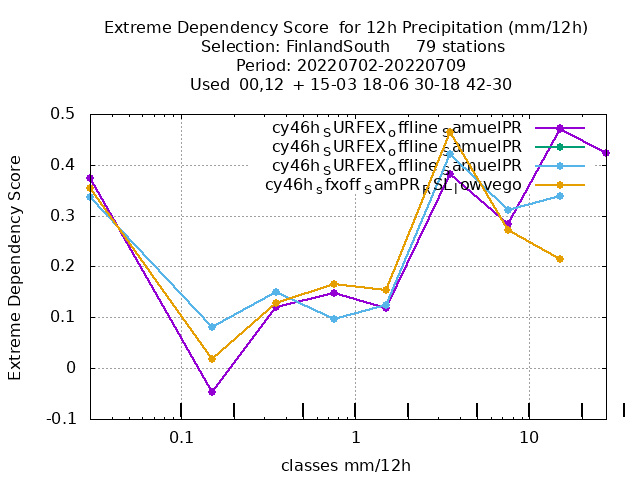 Extreme Dependency Score  for 12h Precipitation (mm/12h)
Selection: FinlandSouth     79 stations
Period: 20220702-20220709
Used  00,12  + 15-03 18-06 30-18 42-30
cy46h_SURFEX_offline_samuelPR
cy46h_SURFEX_offline_samuelPR
cy46h_SURFEX_offline_samuelPR
cy46h_sfxoff_SamPR_RSL_lowvego
0.5
0.4
0.3
0.2
0.1
0
-0.1
0.1
1
10
Extreme Dependency Score
classes mm/12h